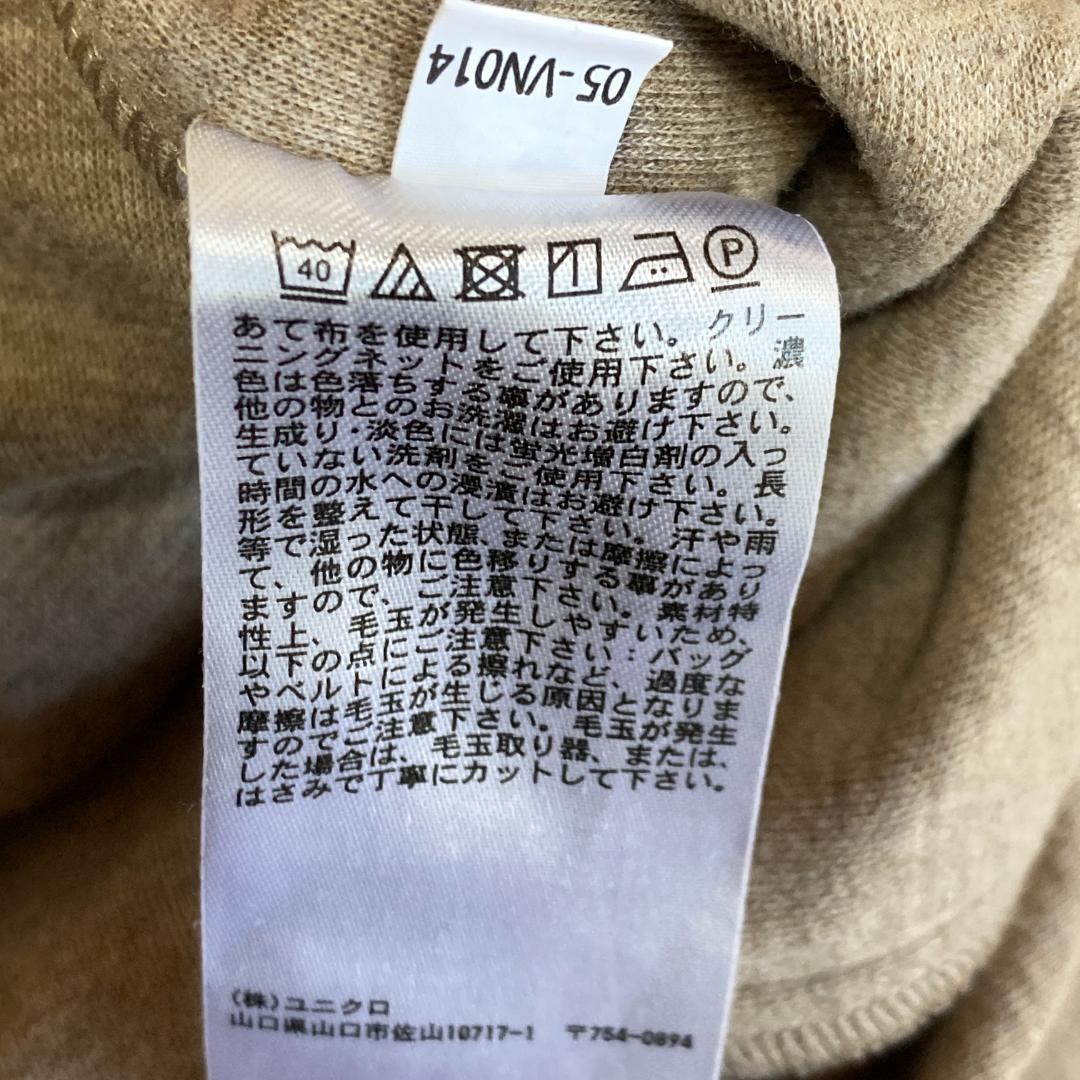 05-VN014
40
P
あて布を使用して下さい。クリー
ニングネットをご使用下さい。濃
色は色落ちする事がありますので、
他の物とのお洗濯はお避け下さい。
生成り・淡色には蛍光増白剤の入っ
ていない洗剤をご使用下さい。長
時間の水への浸漬はお避け下さい。
形を整えて干して下さい。汗や雨
等で湿った状態、または摩擦によっ
て、他の物に色移りする事があり
ます。ので、ご注意下さい。素材特
性上、毛玉が発生しやすいため、
以下の点にご注意下さい：バッグ
やベルトによる擦れなど、過度な
摩擦は毛玉が生じる原因となりま
すのでご注意下さい。毛玉が発生
した場合は、毛玉取り器、または、
はさみで丁寧にカットして下さい。
(株)ユニクロ
山口県山口市佐山10717-1 〒754-0894